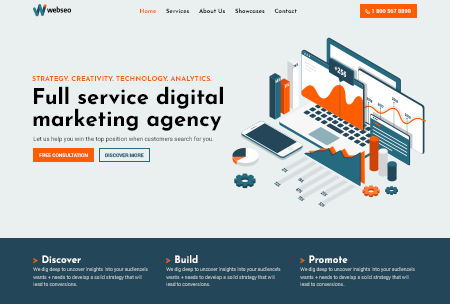 webseo
Home Services About Us Showcases Contact
1 800 567 8899
STRATEGY. CREATIVITY. TECHNOLOGY. ANALYTICS.
Full service digital
marketing agency
Let us help you win the top position when customers search for you.
FREE CONSULTATION
DISCOVER MORE
+256
> Discover
We dig deep to uncover insights into your audience's
wants + needs to develop a solid strategy that will
lead to conversions.
> Build
We dig deep to uncover insights into your audience's
wants + needs to develop a solid strategy that will
lead to conversions.
> Promote
We dig deep to uncover insights into your audience's
wants + needs to develop a solid strategy that will
lead to conversions.